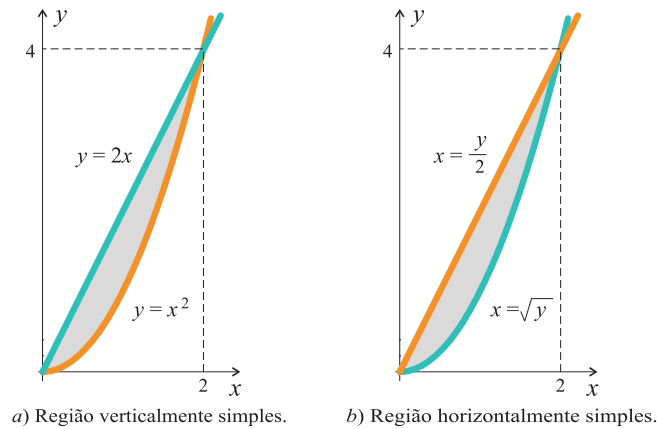 y
4
y = 2x
y = x²
2
x
a) Região verticalmente simples.
y
4
x = y/2
x = √y
2
x
b) Região horizontalmente simples.